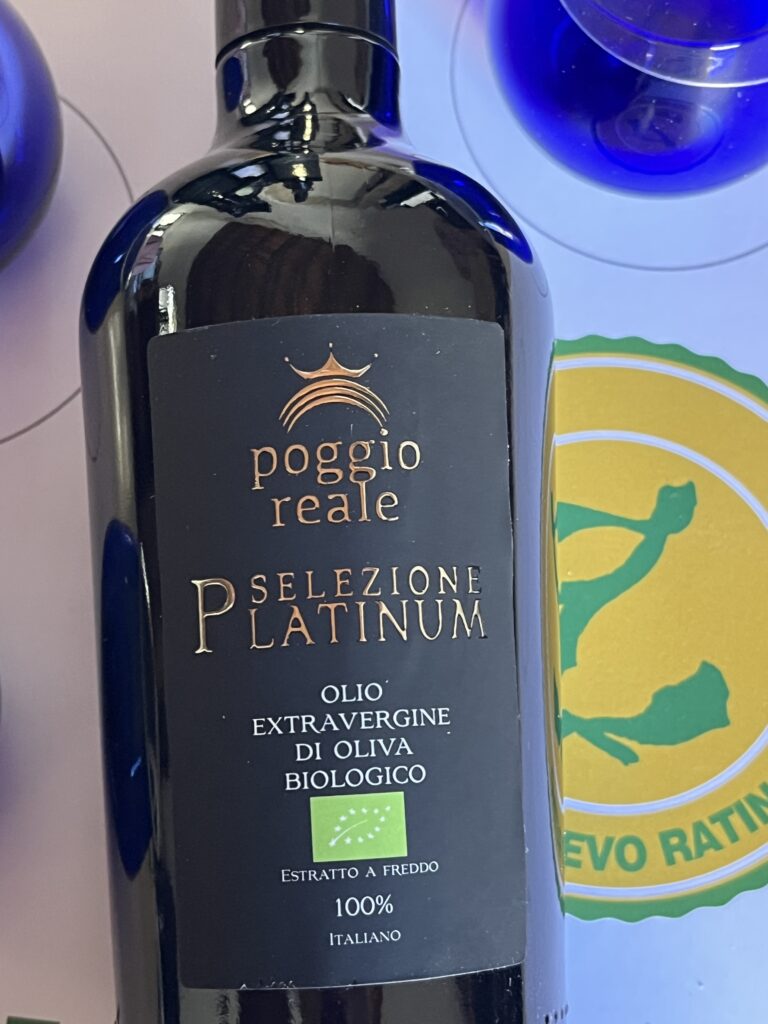 poggio
reale
SELEZIONE
PLATINUM
OLIO
EXTRAVERGINE
DI OLIVA
BIOLOGICO
ESTRATTO A FREDDO
100%
ITALIANO
EVO RATIN